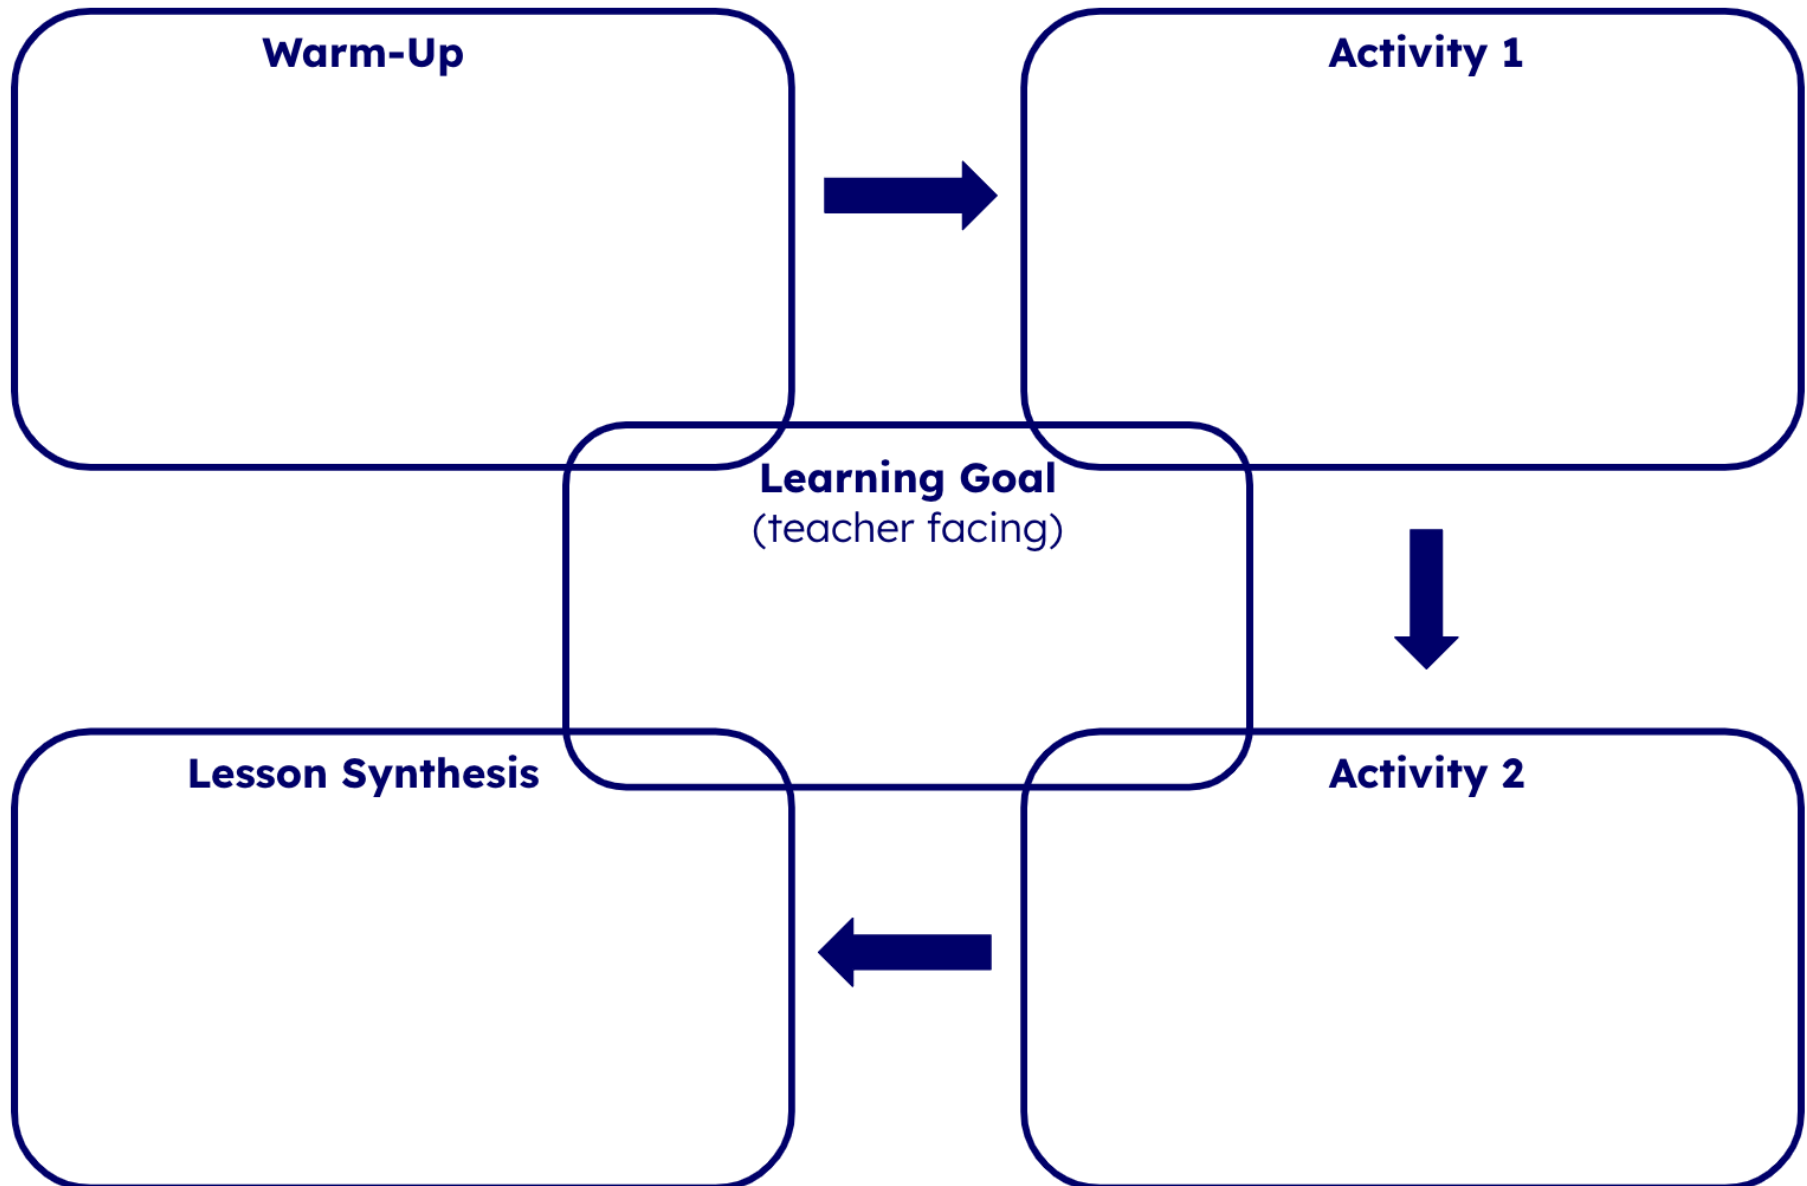 Warm-Up
Activity 1
Learning Goal
(teacher facing)
Lesson Synthesis
Activity 2